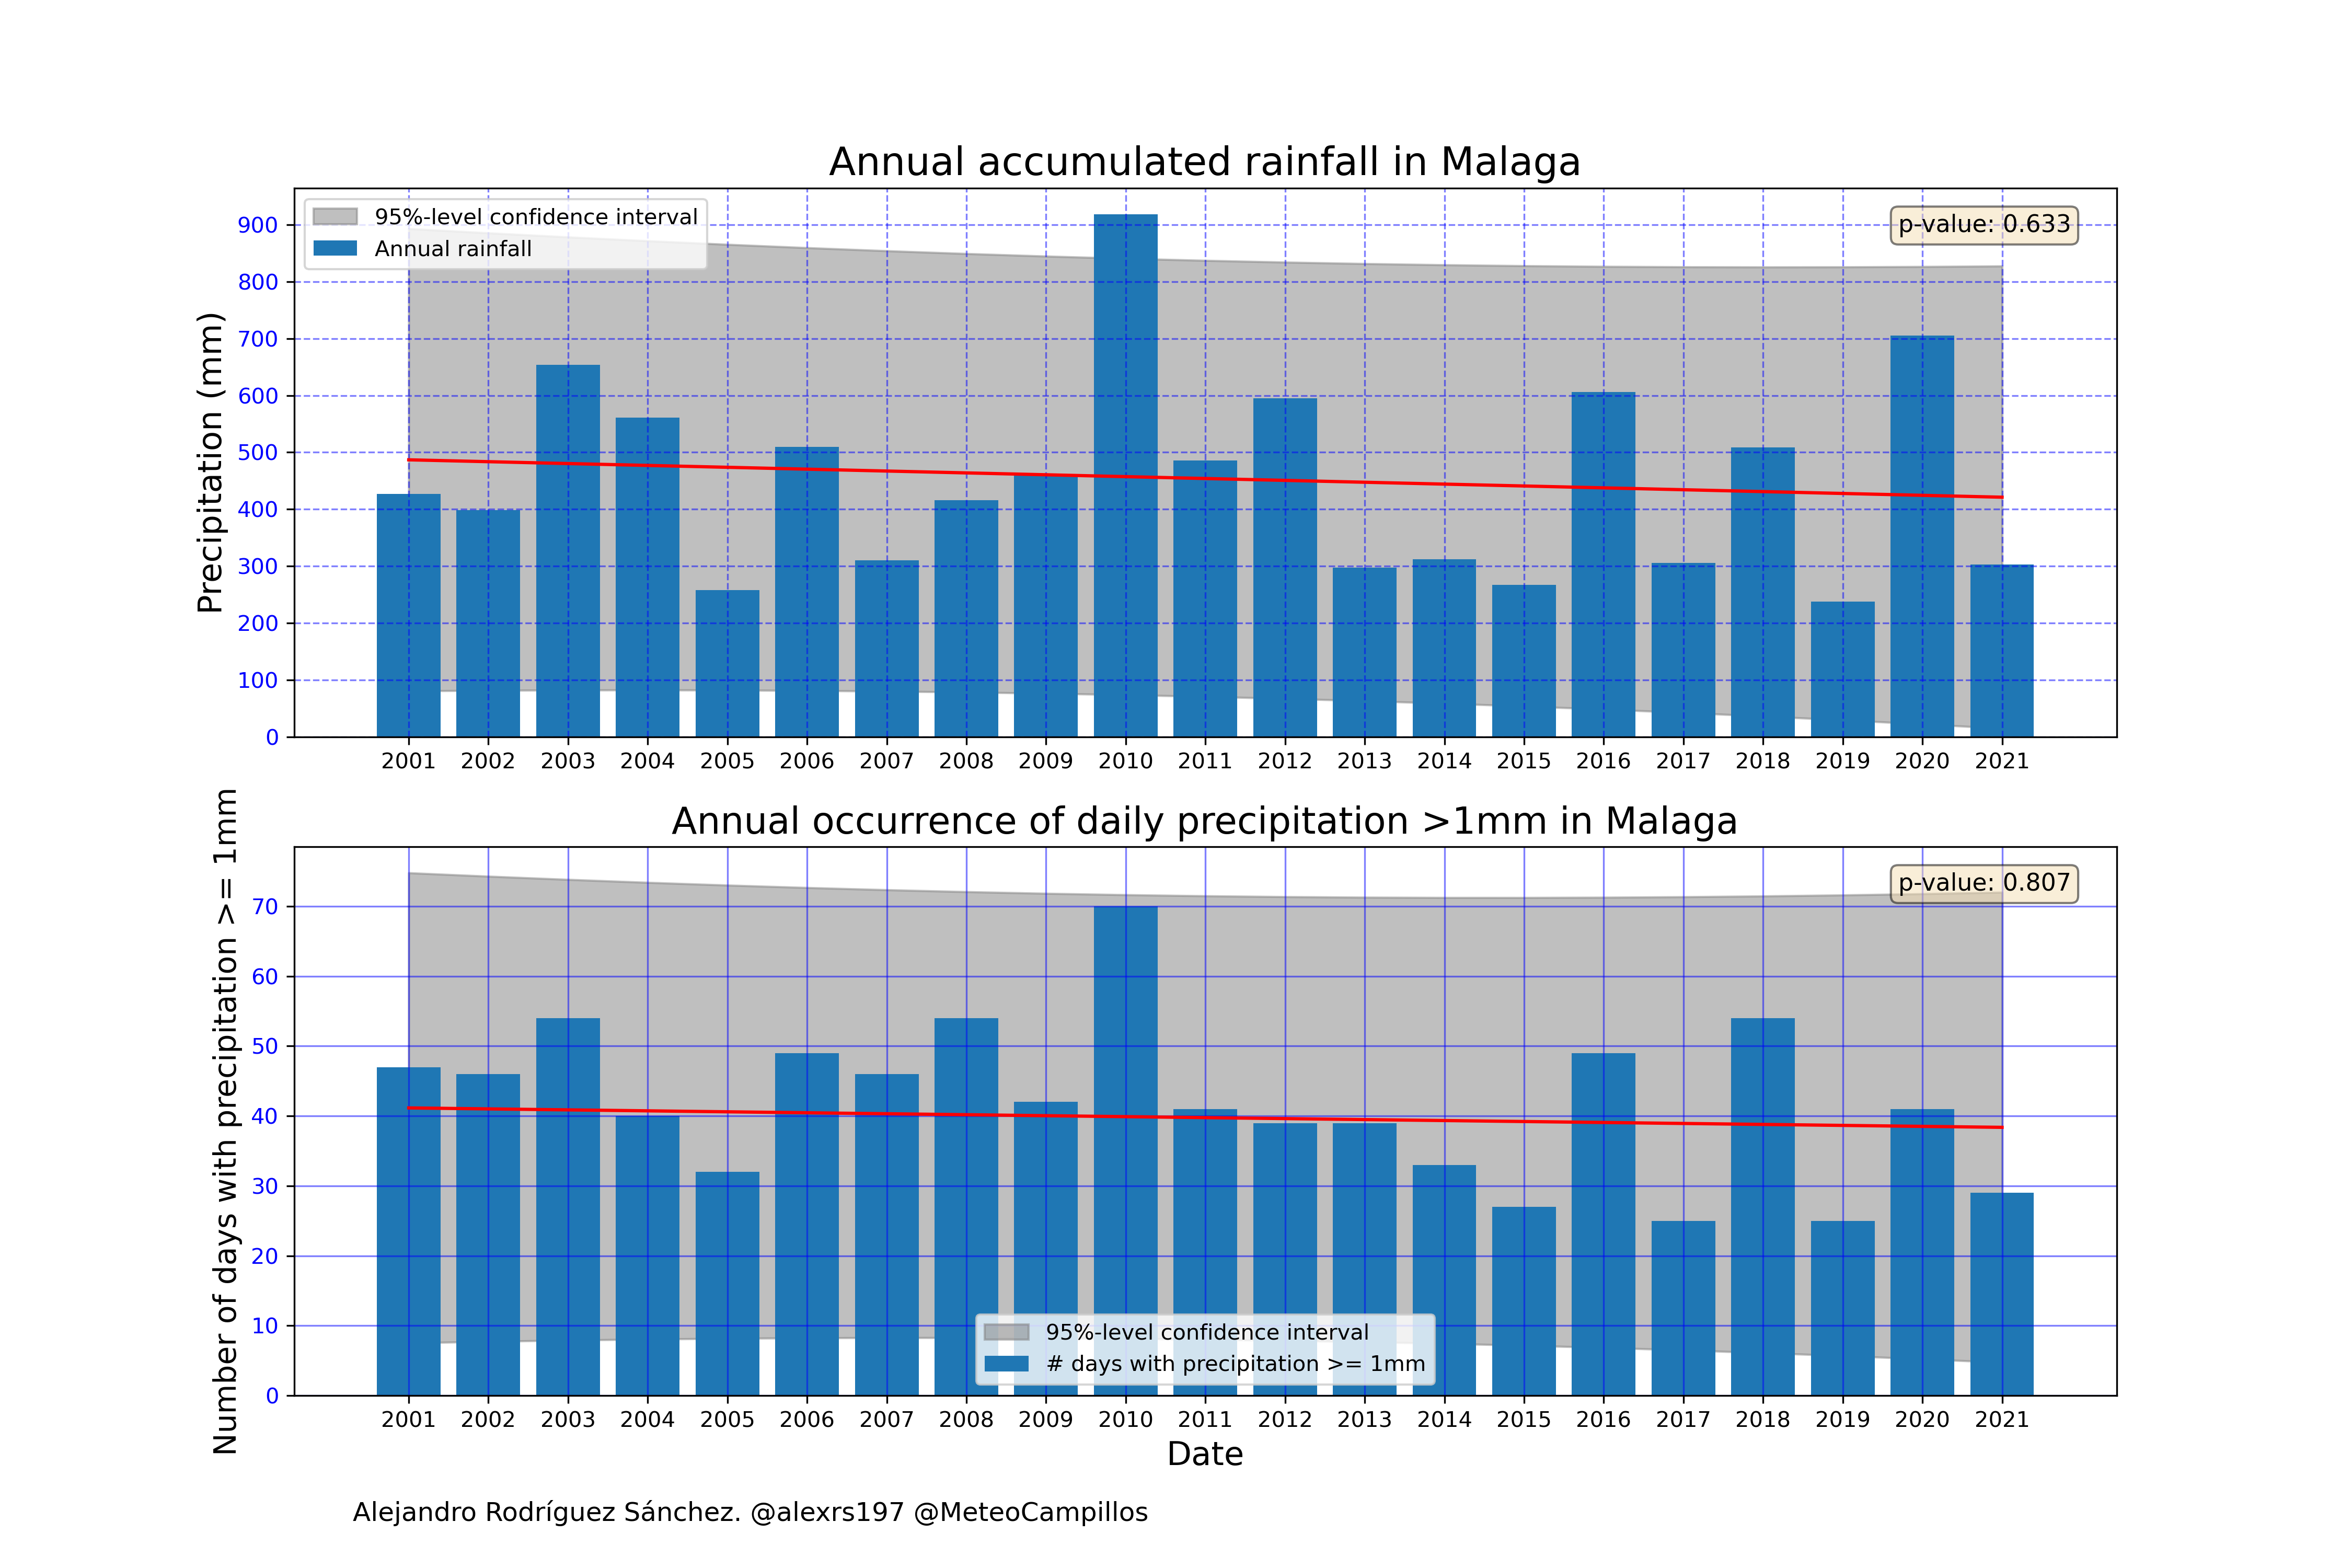 Annual accumulated rainfall in Malaga
95%-level confidence interval
Annual rainfall
p-value: 0.633
Precipitation (mm)
900
800
700
600
500
400
300
200
100
0
2001 2002 2003 2004 2005 2006 2007 2008 2009 2010 2011 2012 2013 2014 2015 2016 2017 2018 2019 2020 2021
Annual occurrence of daily precipitation >1mm in Malaga
p-value: 0.807
Number of days with precipitation >= 1mm
70
60
50
40
30
20
10
0
95%-level confidence interval
# days with precipitation >= 1mm
2001 2002 2003 2004 2005 2006 2007 2008 2009 2010 2011 2012 2013 2014 2015 2016 2017 2018 2019 2020 2021
Date
Alejandro Rodríguez Sánchez. @alexrs197 @MeteoCampillos